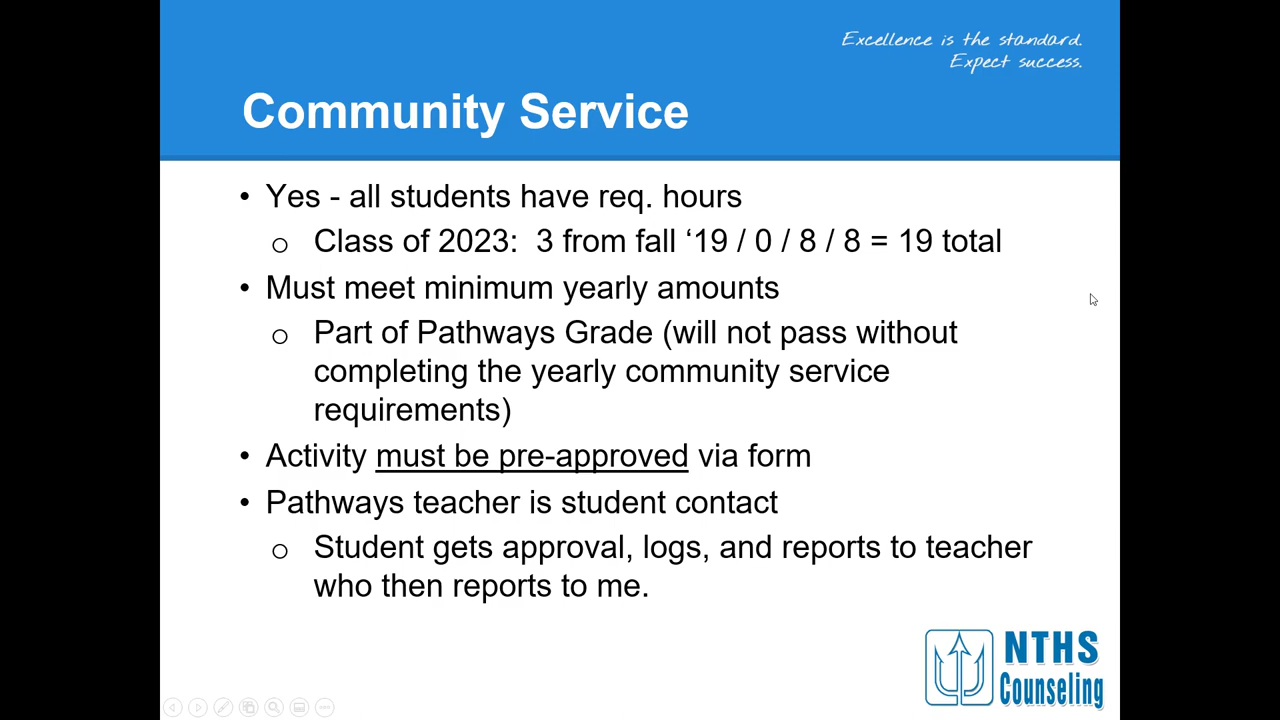 Excellence is the standard.
Expect success.
Community Service
• Yes - all students have req. hours
o Class of 2023:  3 from fall ‘19 / 0 / 8 / 8 = 19 total
• Must meet minimum yearly amounts
o Part of Pathways Grade (will not pass without
completing the yearly community service
requirements)
• Activity must be pre-approved via form
• Pathways teacher is student contact
o Student gets approval, logs, and reports to teacher
who then reports to me.
NTHS
Counseling